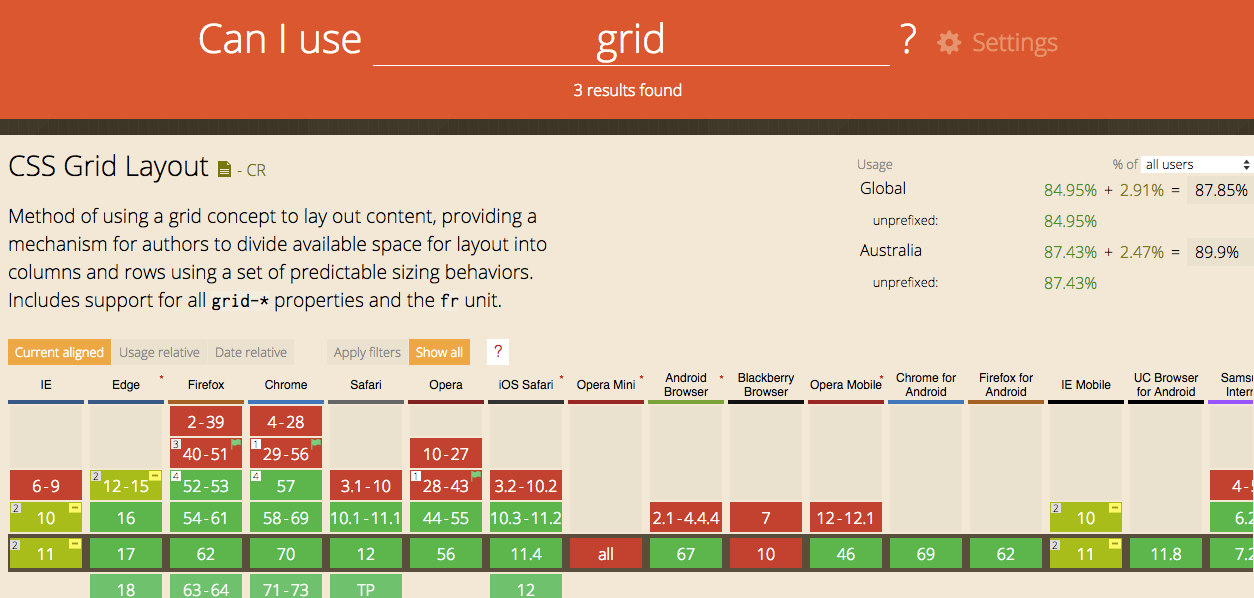 Can I use grid ? Settings
3 results found
CSS Grid Layout - CR
Usage % of all users
Global 84.95% + 2.91% = 87.85%
unprefixed: 84.95%
Australia 87.43% + 2.47% = 89.9%
unprefixed: 87.43%
Method of using a grid concept to lay out content, providing a
mechanism for authors to divide available space for layout into
columns and rows using a set of predictable sizing behaviors.
Includes support for all grid-* properties and the fr unit.
Current aligned Usage relative Date relative Apply filters Show all ?
IE Edge * Firefox Chrome Safari Opera iOS Safari * Opera Mini * Android Browser * Blackberry Browser Opera Mobile * Chrome for Android Firefox for Android IE Mobile UC Browser for Android
2-39 4-28
3 40-51 1 29-56 10-27
6-9 2 12-15 4 52-53 4 57 3.1-10 1 28-43 3.2-10.2
2 10 16 54-61 58-69 10.1-11.1 44-55 10.3-11.2 2.1-4.4.4 7 12-12.1 2 10
2 11 17 62 70 12 56 11.4 all 67 10 46 69 62 2 11 11.8
18 63-64 71-73 TP 12